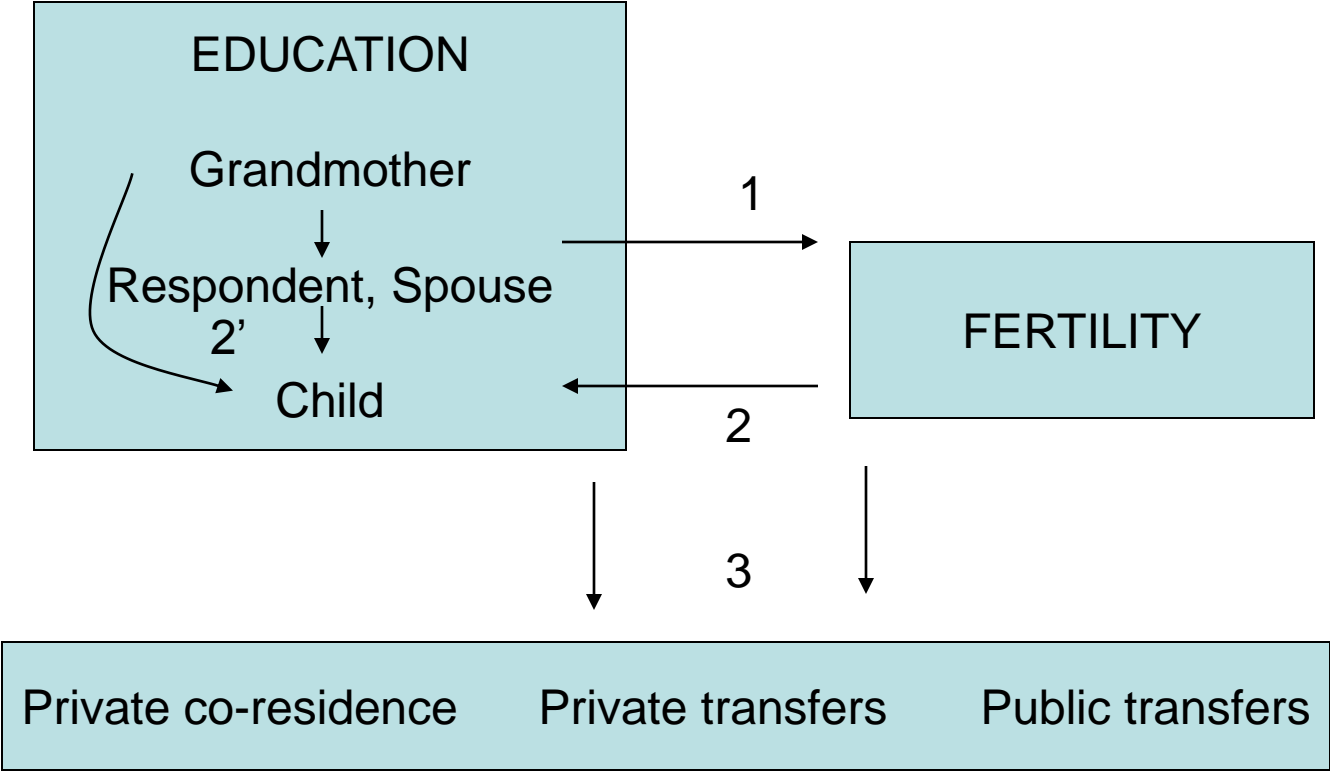 EDUCATION
Grandmother
1
Respondent, Spouse
2’
FERTILITY
Child
2
3
Private co-residence Private transfers Public transfers